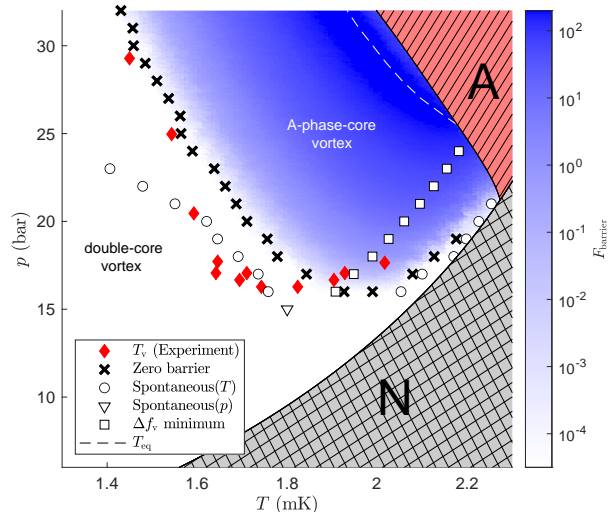 30
25
20
15
10
p (bar)
1.4
1.6
1.8
2
2.2
T (mK)
A
N
A-phase-core
vortex
double-core
vortex
T_v (Experiment)
Zero barrier
Spontaneous(T)
Spontaneous(p)
Δf_v minimum
T_eq
10^2
10^1
10^0
10^-1
10^-2
10^-3
10^-4
F_barrier